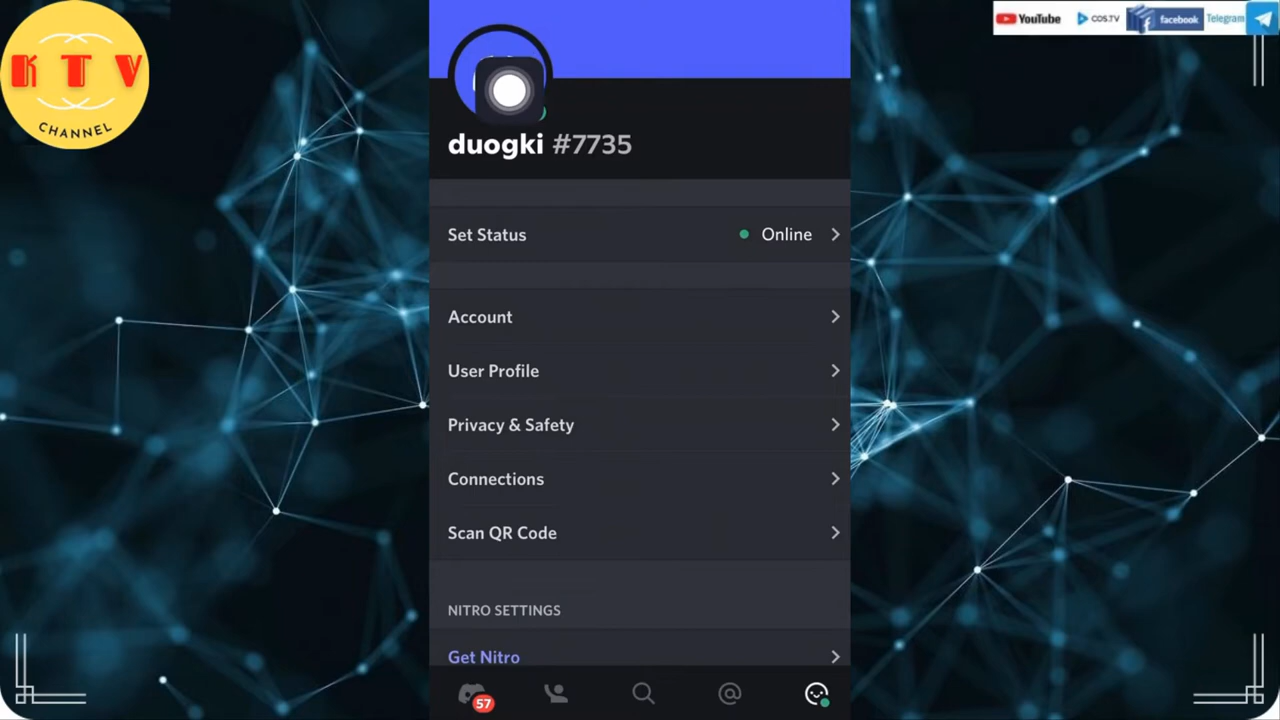 K T V
CHANNEL
YouTube
COS.TV
facebook
Telegram
duogki #7735
Set Status
Online
Account
User Profile
Privacy & Safety
Connections
Scan QR Code
NITRO SETTINGS
Get Nitro
57